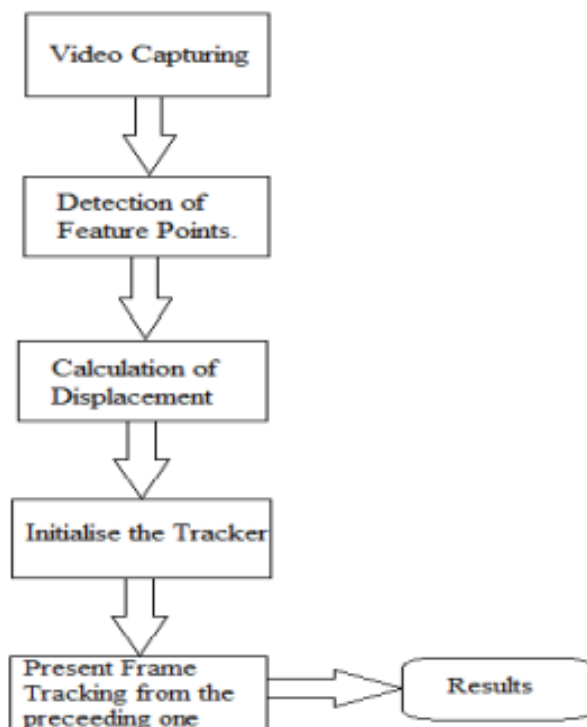 Video Capturing
Detection of
Feature Points.
Calculation of
Displacement
Initialise the Tracker
Present Frame
Tracking from the
preceeding one
Results